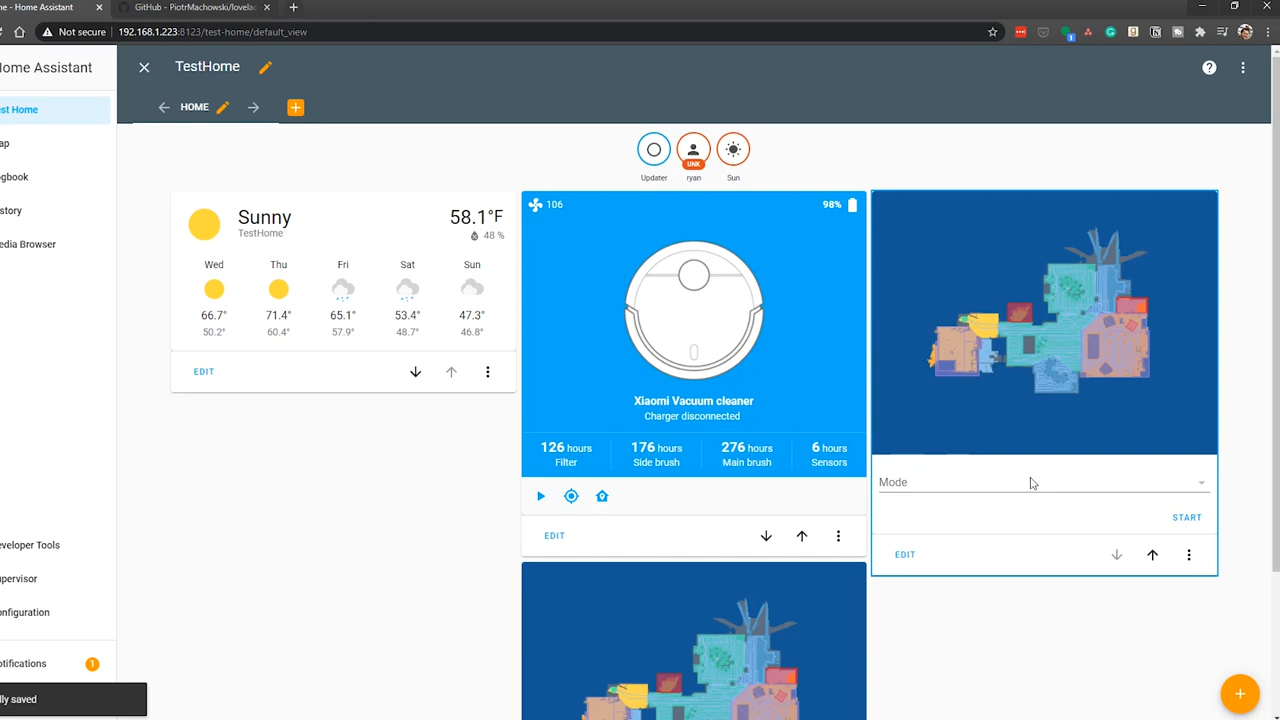 - Home Assistant
GitHub - PiotrMachowski/lovelac
Not secure
192.168.1.223:8123/test-home/default_view
ome Assistant
TestHome
HOME
est Home
ap
ogbook
story
edia Browser
eveloper Tools
upervisor
onfiguration
otifications
1
lly saved
UNK
Updater
ryan
Sun
Sunny
TestHome
58.1°F
48 %
Wed
Thu
Fri
Sat
Sun
66.7°
71.4°
65.1°
53.4°
47.3°
50.2°
60.4°
57.9°
48.7°
46.8°
EDIT
106
98%
Xiaomi Vacuum cleaner
Charger disconnected
126 hours
176 hours
276 hours
6 hours
Filter
Side brush
Main brush
Sensors
EDIT
Mode
START
EDIT